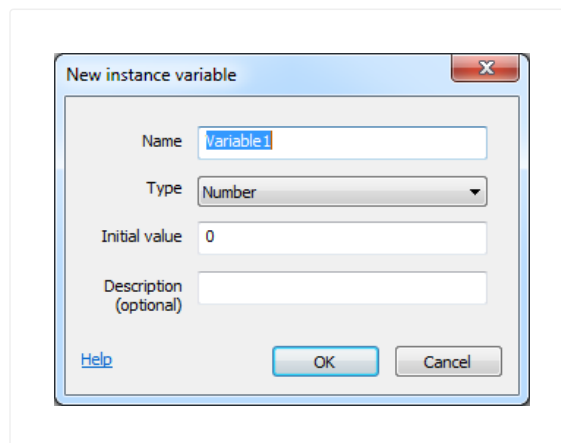 New instance variable
Name Variable1
Type Number
Initial value 0
Description
(optional)
Help OK Cancel